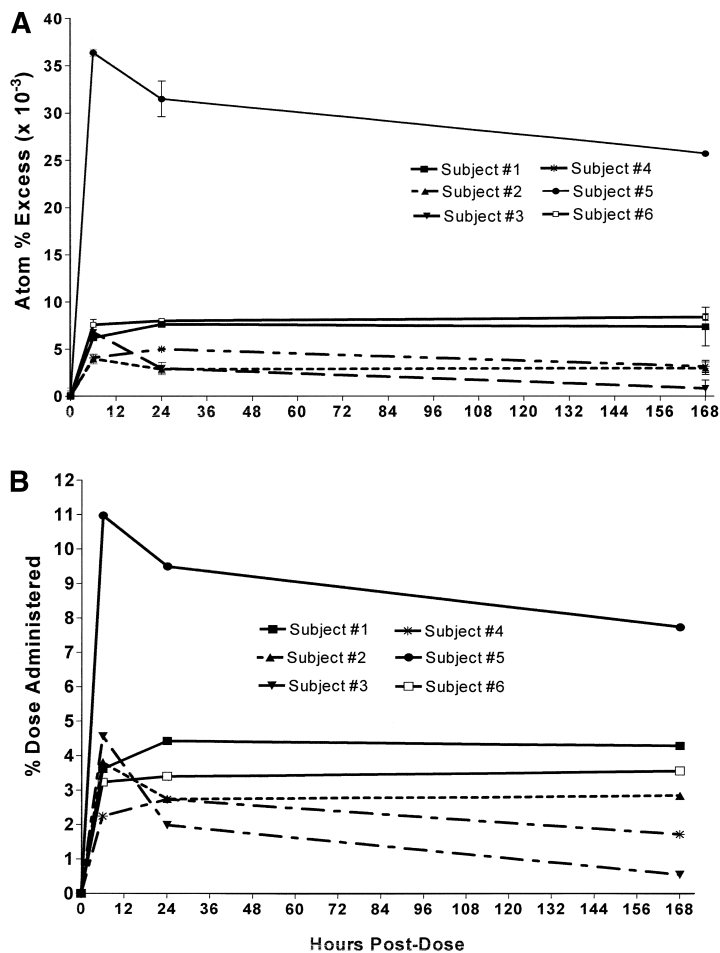 A
Atom % Excess (x 10-3)
40
35
30
25
20
15
10
5
0
Subject #1
Subject #4
Subject #2
Subject #5
Subject #3
Subject #6
0 12 24 36 48 60 72 84 96 108 120 132 144 156 168
B
% Dose Administered
12
11
10
9
8
7
6
5
4
3
2
1
0
Subject #1
Subject #4
Subject #2
Subject #5
Subject #3
Subject #6
0 12 24 36 48 60 72 84 96 108 120 132 144 156 168
Hours Post-Dose